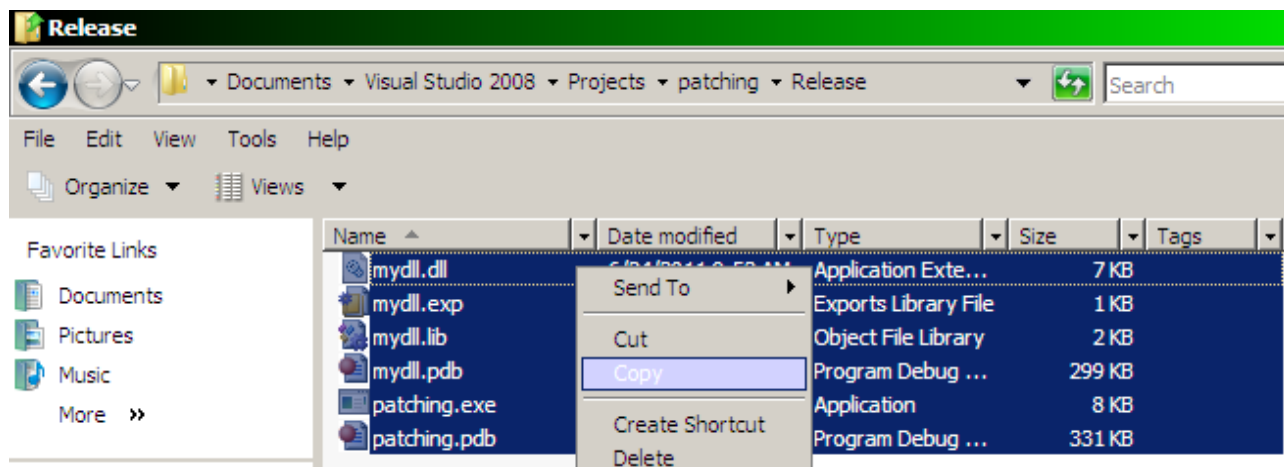 Release
Documents Visual Studio 2008 Projects patching Release Search
File Edit View Tools Help
Organize Views
Favorite Links
Documents
Pictures
Music
More »
Name Date modified Type Size Tags
mydll.dll Application Exte... 7 KB
mydll.exp Exports Library File 1 KB
mydll.lib Object File Library 2 KB
mydll.pdb Program Debug ... 299 KB
patching.exe Application 8 KB
patching.pdb Program Debug ... 331 KB
Send To
Cut
Copy
Create Shortcut
Delete